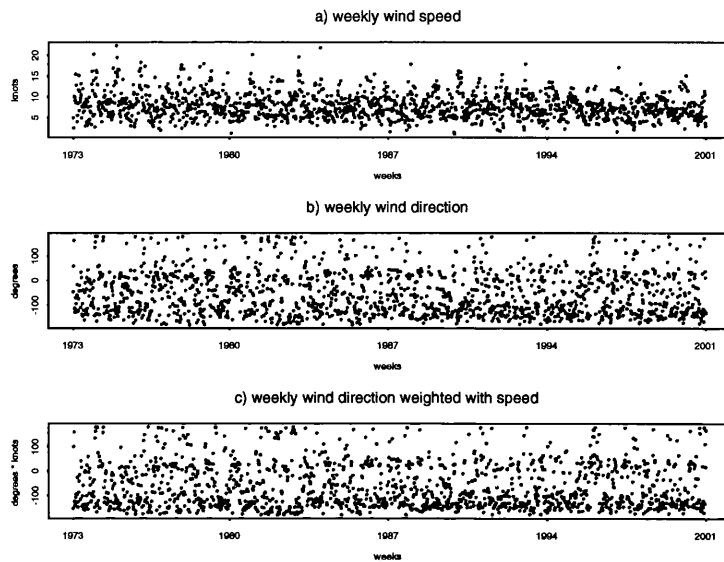 a) weekly wind speed
20
15
10
5
knots
1973
1980
1987
1994
2001
weeks
b) weekly wind direction
100
0
-100
degrees
1973
1980
1987
1994
2001
weeks
c) weekly wind direction weighted with speed
100
0
-100
degrees * knots
1973
1980
1987
1994
2001
weeks